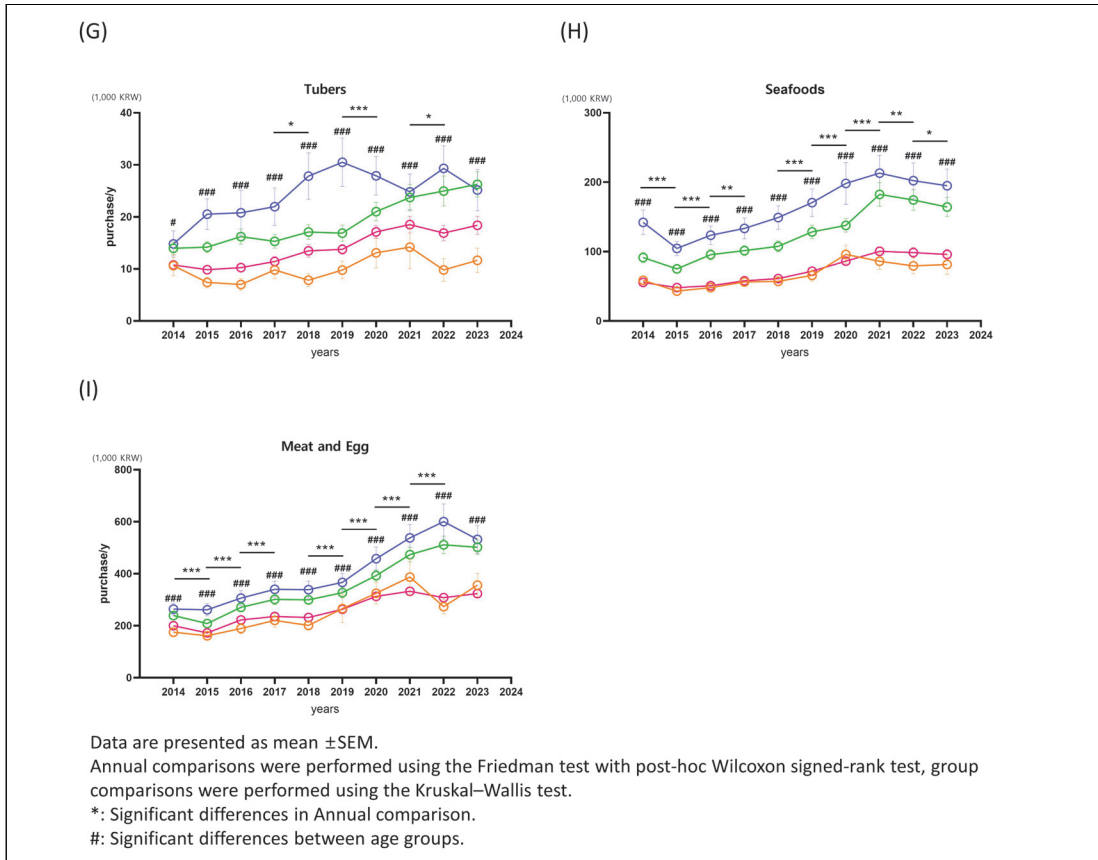 (G)
(H)
Tubers
(1,000 KRW)
40
30
20
10
0
purchase/y
# ### ### ### ### ### ### ### ### ###
* *** *
2014 2015 2016 2017 2018 2019 2020 2021 2022 2023 2024
years
Seafoods
(1,000 KRW)
300
200
100
0
*** *** ** *** *** *** ** *
### ### ### ### ### ### ### ### ### ###
2014 2015 2016 2017 2018 2019 2020 2021 2022 2023 2024
years
(I)
Meat and Egg
(1,000 KRW)
800
600
400
200
0
purchase/y
*** *** *** *** *** *** ***
### ### ### ### ### ### ### ### ### ###
2014 2015 2016 2017 2018 2019 2020 2021 2022 2023 2024
years
Data are presented as mean ±SEM.
Annual comparisons were performed using the Friedman test with post-hoc Wilcoxon signed-rank test, group
comparisons were performed using the Kruskal–Wallis test.
*: Significant differences in Annual comparison.
#: Significant differences between age groups.